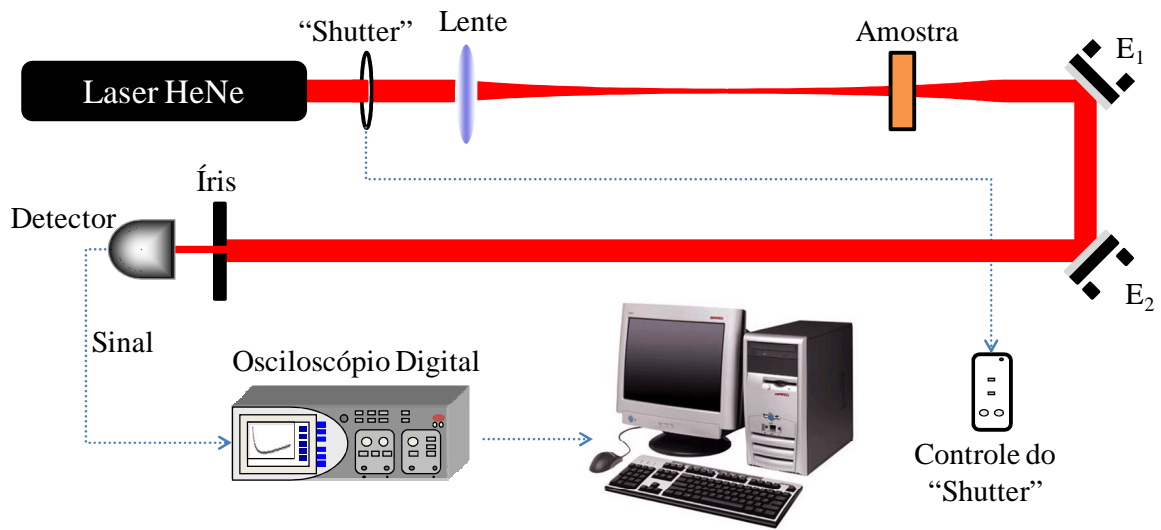 “Shutter”
Lente
Amostra
E1
Laser HeNe
Íris
Detector
E2
Sinal
Osciloscópio Digital
Controle do
“Shutter”